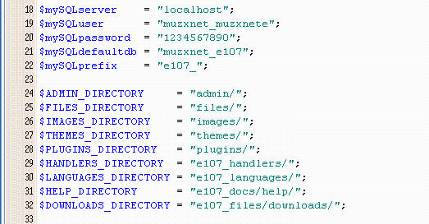 18 $mySQLserver = "localhost";
19 $mySQLuser = "muzxnet_muzxnete";
20 $mySQLpassword = "1234567890";
21 $mySQLdefaultdb = "muzxnet_e107";
22 $mySQLprefix = "e107_";
23
24 $ADMIN_DIRECTORY = "admin/";
25 $FILES_DIRECTORY = "files/";
26 $IMAGES_DIRECTORY = "images/";
27 $THEMES_DIRECTORY = "themes/";
28 $PLUGINS_DIRECTORY = "plugins/";
29 $HANDLERS_DIRECTORY = "e107_handlers/";
30 $LANGUAGES_DIRECTORY = "e107_languages/";
31 $HELP_DIRECTORY = "e107_docs/help/";
32 $DOWNLOADS_DIRECTORY = "e107_files/downloads/";
33